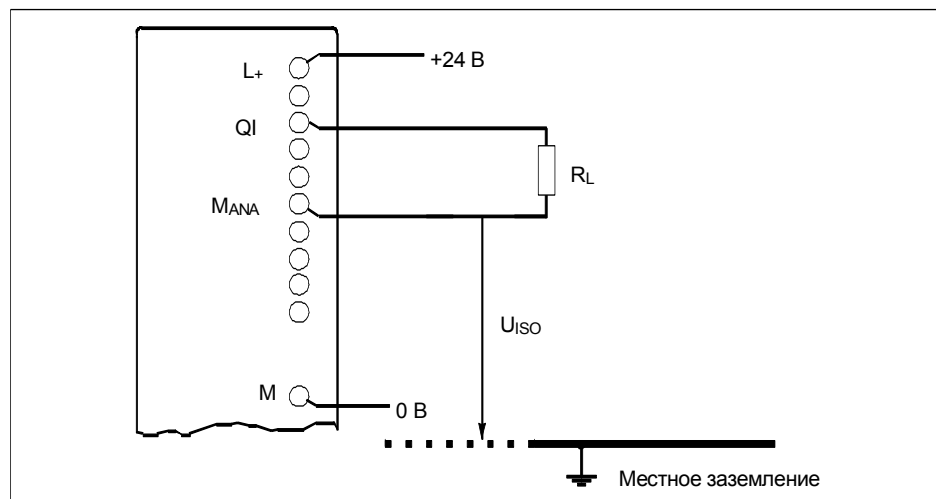 L+
+24 В
QI
RL
MANA
UISO
M
0 В
Местное заземление